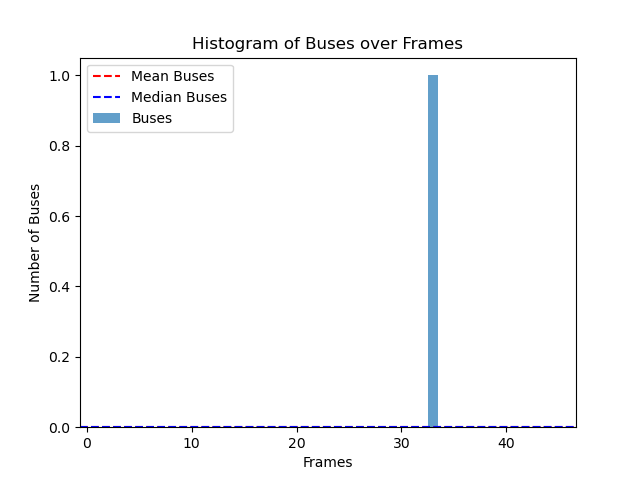 Histogram of Buses over Frames
Mean Buses
Median Buses
Buses
1.0
0.8
0.6
0.4
0.2
0.0
Number of Buses
0 10 20 30 40
Frames